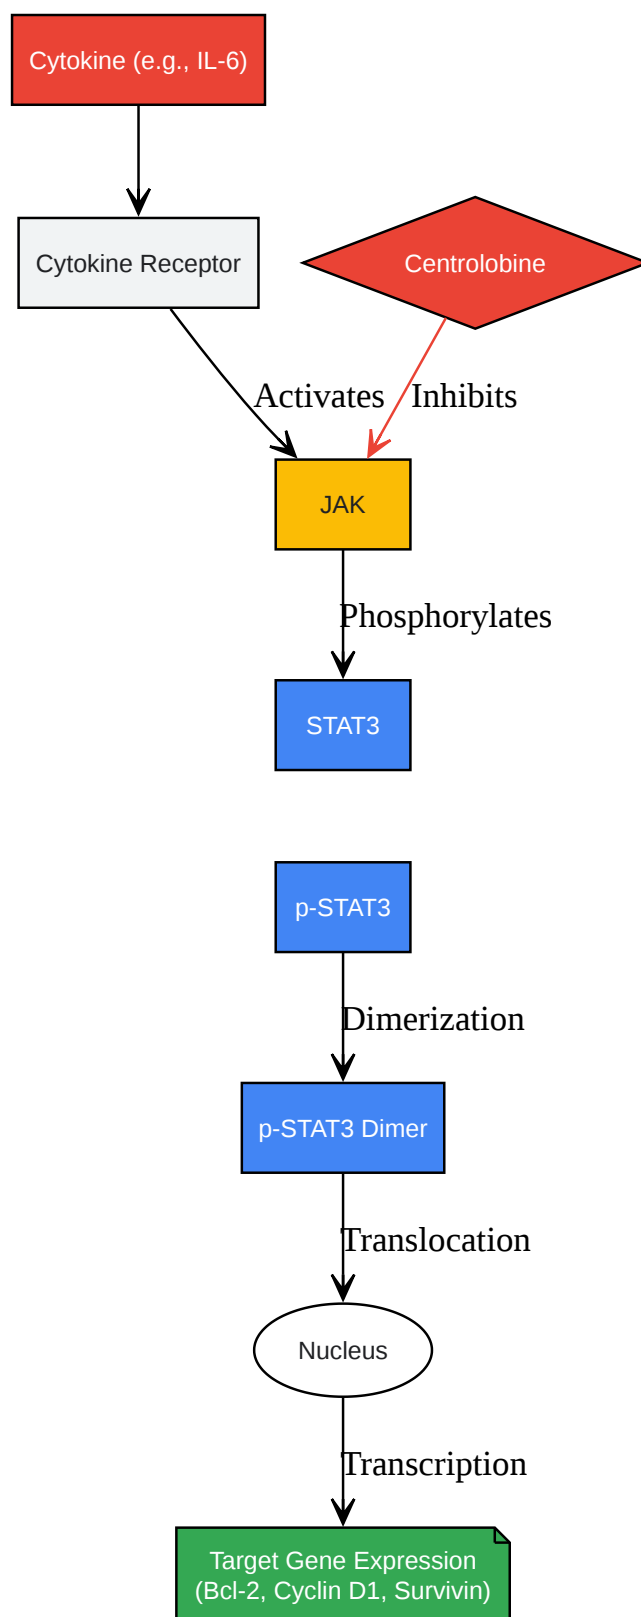 Cytokine (e.g., IL-6)
Cytokine Receptor
Centrolobine
Activates
Inhibits
JAK
Phosphorylates
STAT3
p-STAT3
Dimerization
p-STAT3 Dimer
Translocation
Nucleus
Transcription
Target Gene Expression
(Bcl-2, Cyclin D1, Survivin)